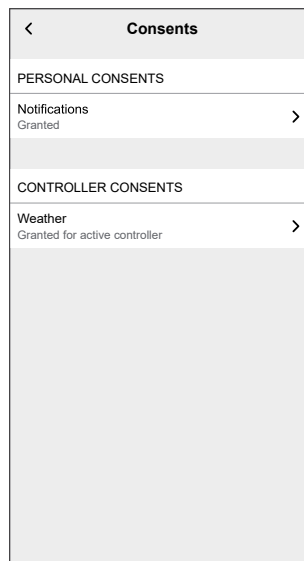 Consents
PERSONAL CONSENTS
Notifications
Granted
CONTROLLER CONSENTS
Weather
Granted for active controller